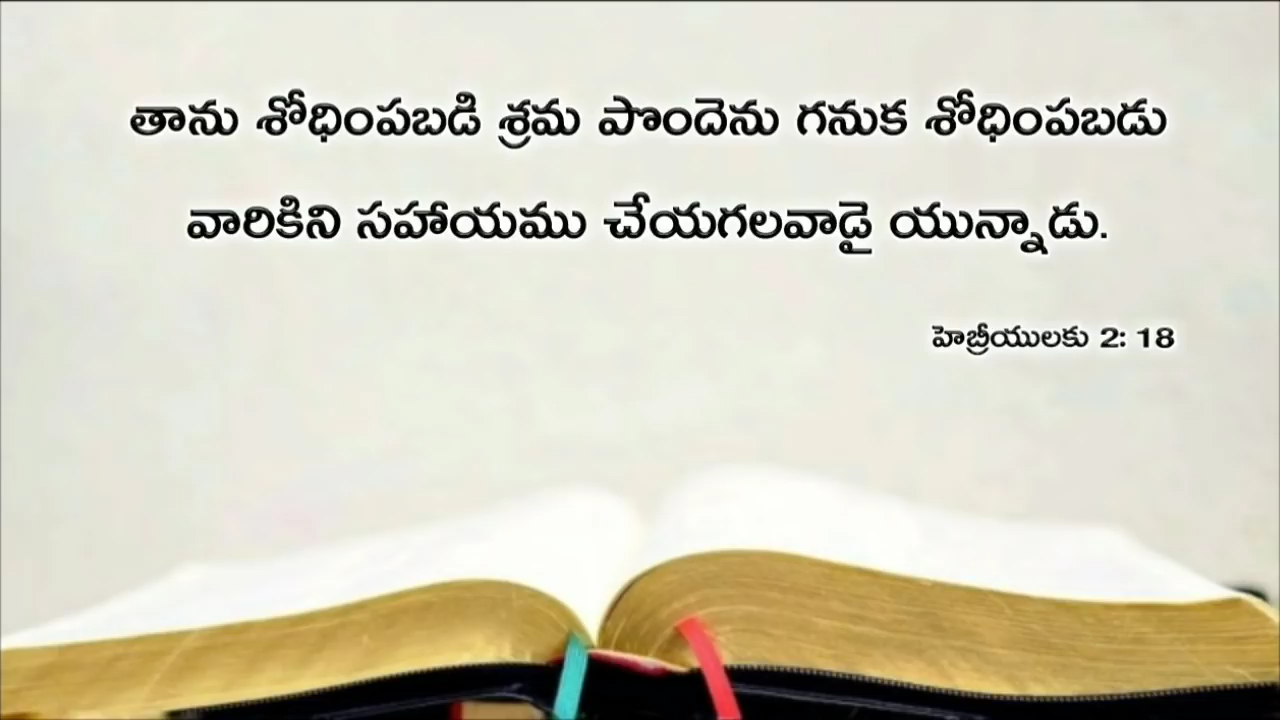 తాను శోధింపబడి శ్రమ పొందెను గనుక శోధింపబడు
వారికిని సహాయము చేయగలవాడై యున్నాడు.
హెబ్రీయులకు 2: 18